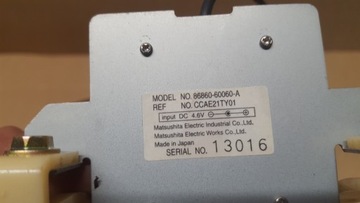 MODEL NO. 86860-60060-A
REF NO. CCAE21TY01
input DC 4.6V
Matsushita Electric Industrial Co.,Ltd.
Matsushita Electric Works Co.,Ltd.
Made in Japan
SERIAL NO. 13016